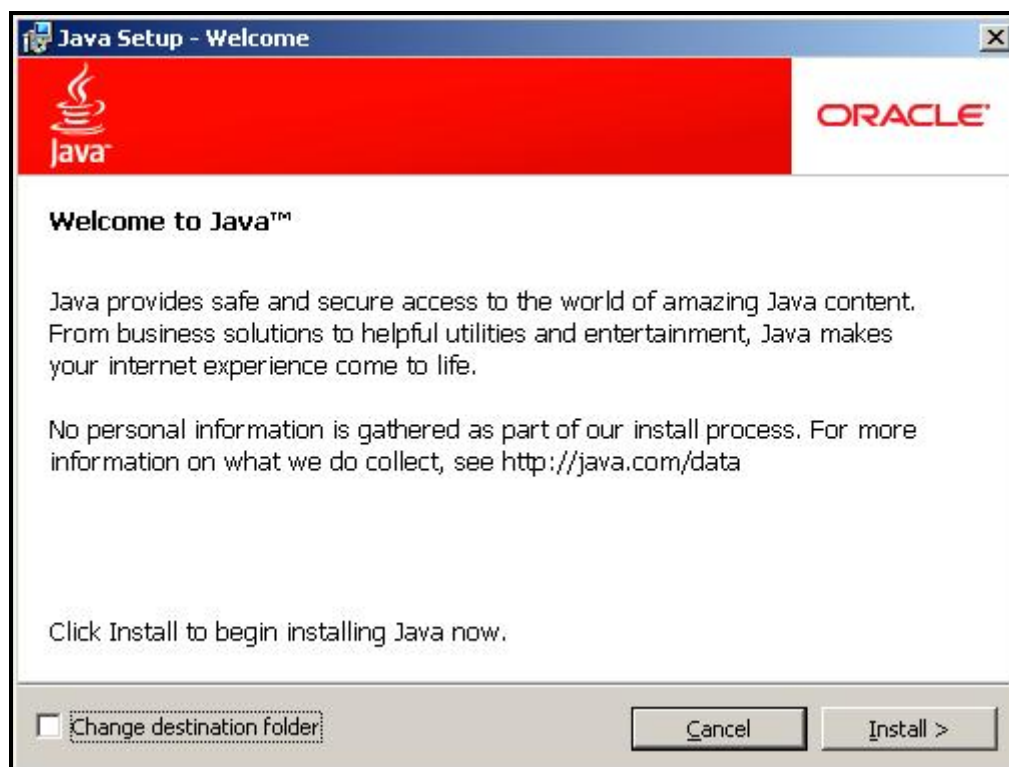 Java Setup - Welcome
Java™
ORACLE®
Welcome to Java™
Java provides safe and secure access to the world of amazing Java content.
From business solutions to helpful utilities and entertainment, Java makes
your internet experience come to life.
No personal information is gathered as part of our install process. For more
information on what we do collect, see http://java.com/data
Click Install to begin installing Java now.
Change destination folder
Cancel
Install >